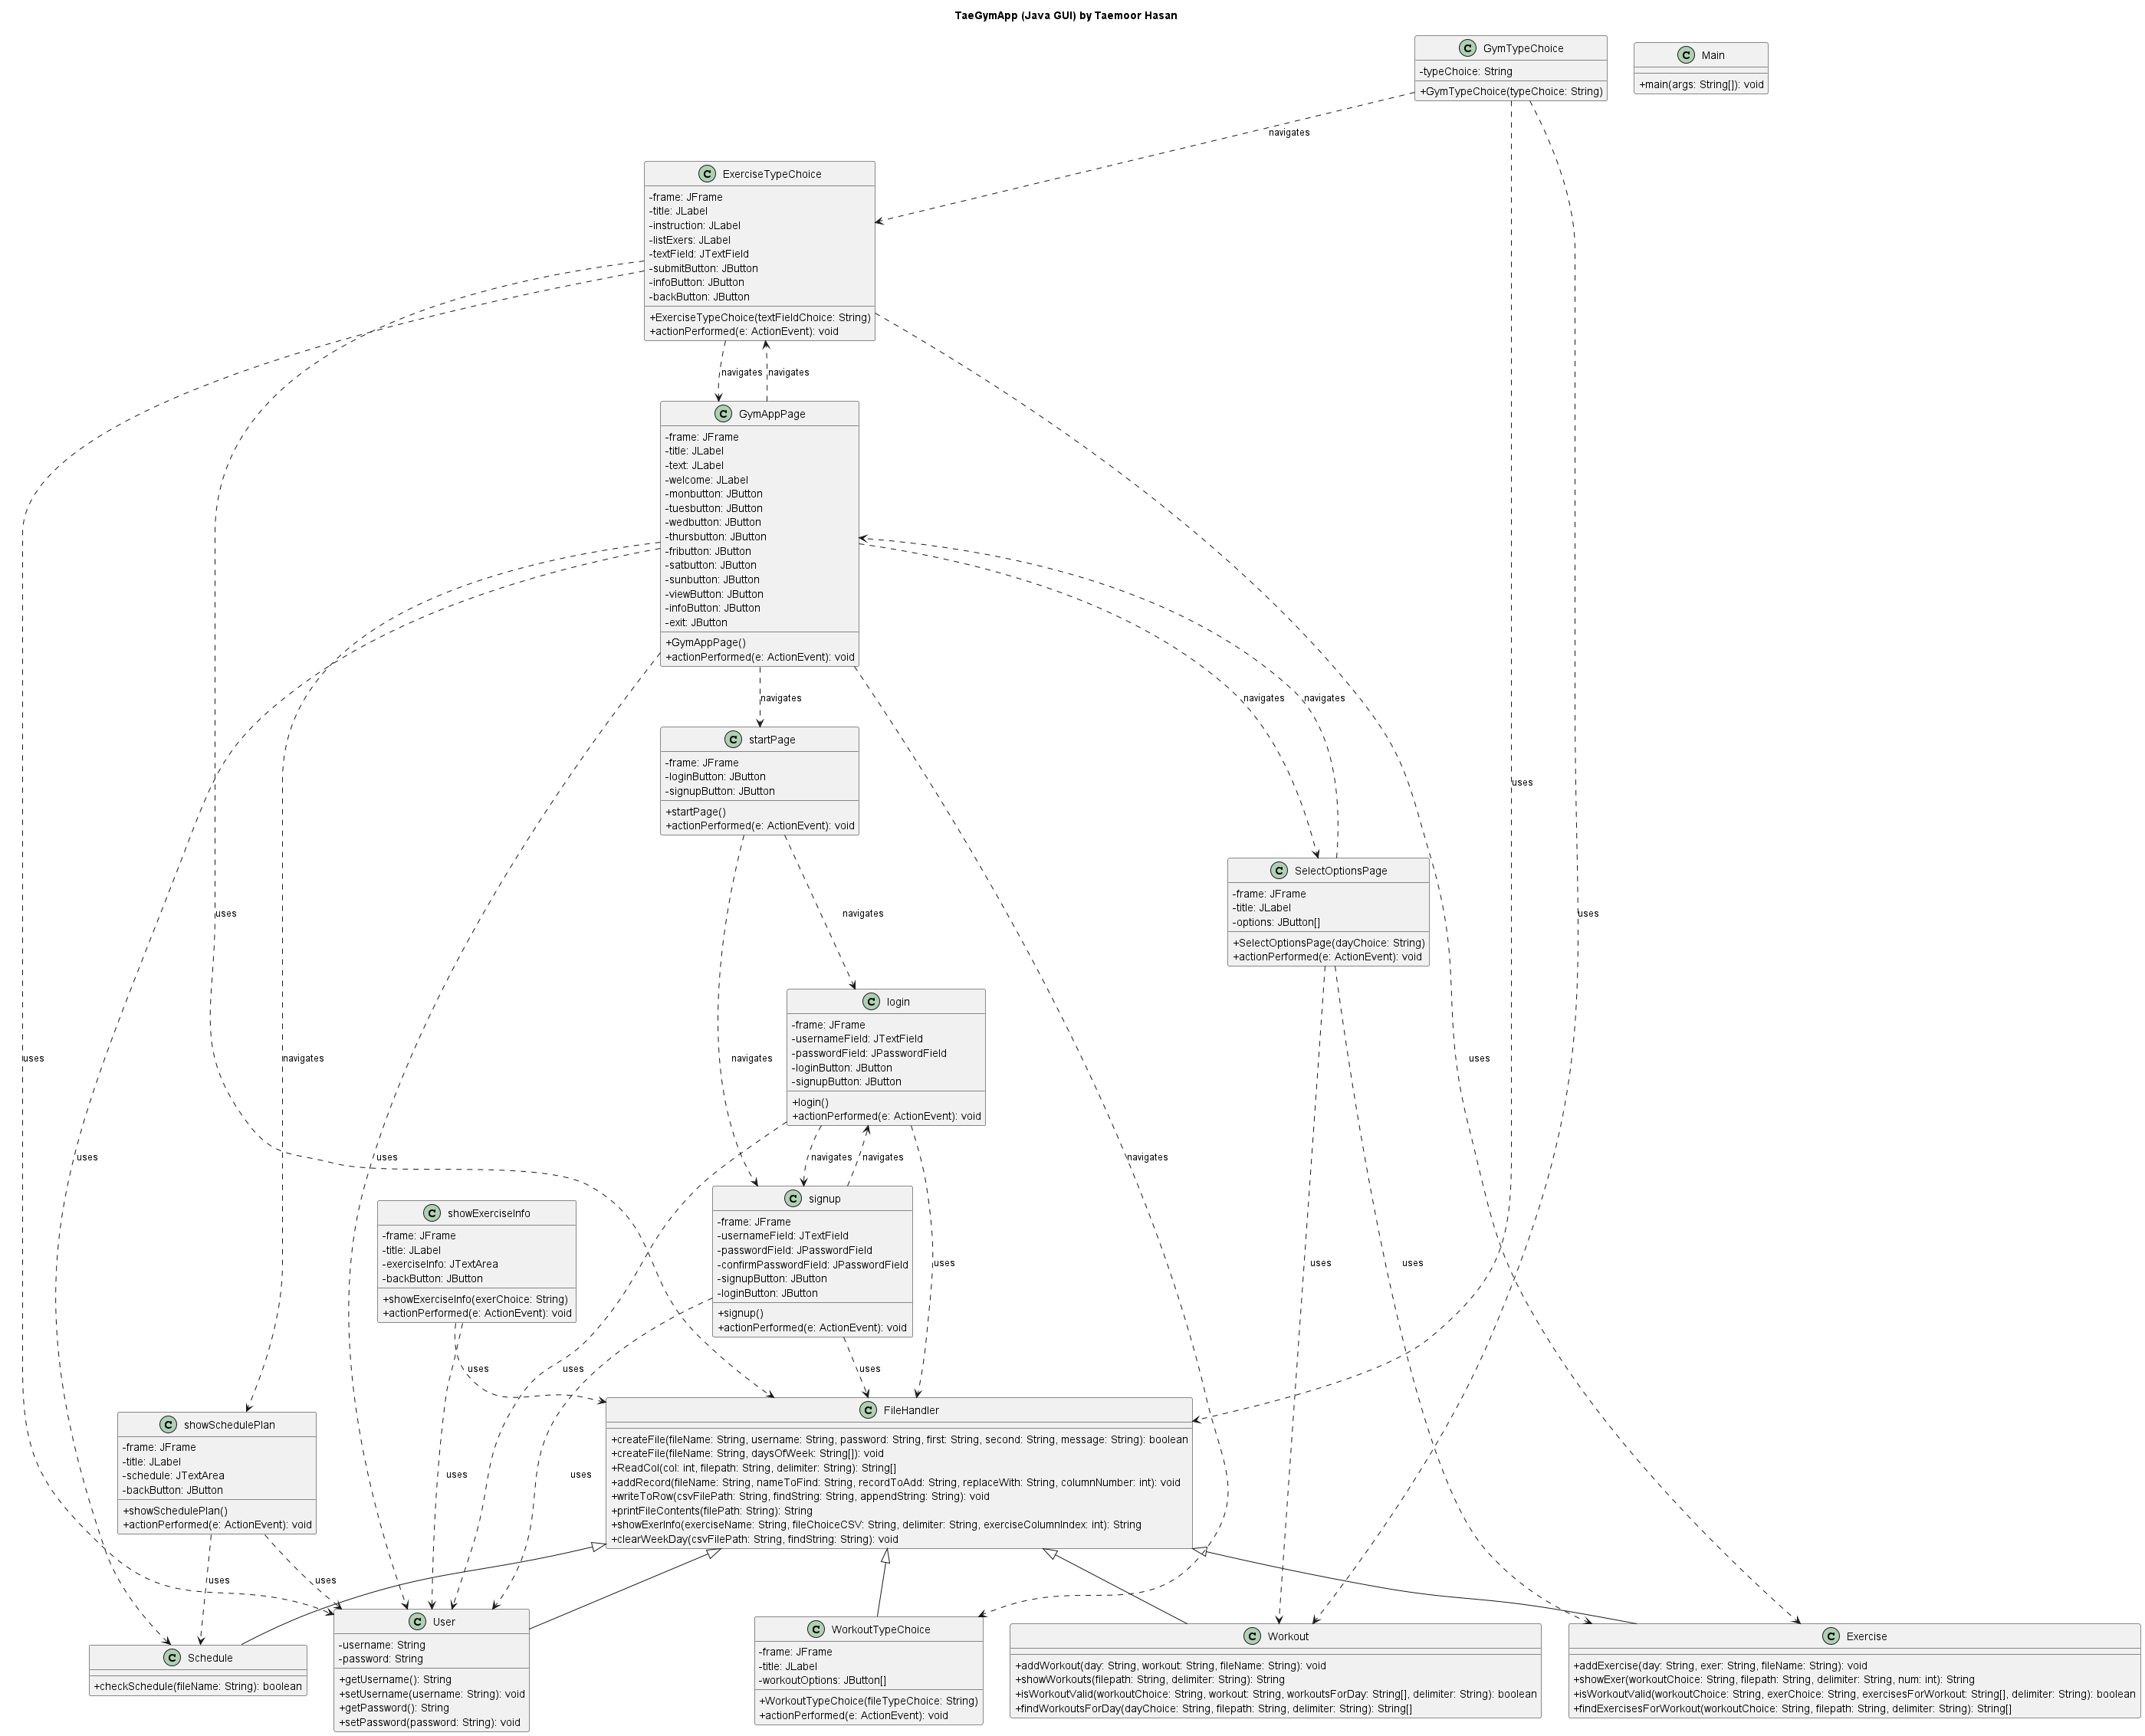 TaeGymApp (Java GUI) by Taemoor Hasan
C GymTypeChoice
-typeChoice: String
+GymTypeChoice(typeChoice: String)
C Main
+main(args: String[]): void
navigates
C ExerciseTypeChoice
-frame: JFrame
-title: JLabel
-instruction: JLabel
-listExers: JLabel
-textField: JTextField
-submitButton: JButton
-infoButton: JButton
-backButton: JButton
+ExerciseTypeChoice(textFieldChoice: String)
+actionPerformed(e: ActionEvent): void
navigates
navigates
C GymAppPage
-frame: JFrame
-title: JLabel
-text: JLabel
-welcome: JLabel
-monbutton: JButton
-tuesbutton: JButton
-wedbutton: JButton
-thursbutton: JButton
-fributton: JButton
-satbutton: JButton
-sunbutton: JButton
-viewButton: JButton
-infoButton: JButton
-exit: JButton
+GymAppPage()
+actionPerformed(e: ActionEvent): void
navigates
navigates
navigates
C startPage
-frame: JFrame
-loginButton: JButton
-signupButton: JButton
+startPage()
+actionPerformed(e: ActionEvent): void
uses
C SelectOptionsPage
-frame: JFrame
-title: JLabel
-options: JButton[]
+SelectOptionsPage(dayChoice: String)
+actionPerformed(e: ActionEvent): void
uses
navigates
uses
C login
-frame: JFrame
-usernameField: JTextField
-passwordField: JPasswordField
-loginButton: JButton
-signupButton: JButton
+login()
+actionPerformed(e: ActionEvent): void
uses
navigates
navigates
uses
uses
uses
navigates
navigates
navigates
C showExerciseInfo
-frame: JFrame
-title: JLabel
-exerciseInfo: JTextArea
-backButton: JButton
+showExerciseInfo(exerChoice: String)
+actionPerformed(e: ActionEvent): void
C signup
-frame: JFrame
-usernameField: JTextField
-passwordField: JPasswordField
-confirmPasswordField: JPasswordField
-signupButton: JButton
-loginButton: JButton
+signup()
+actionPerformed(e: ActionEvent): void
uses
uses
uses
uses
uses
uses
C FileHandler
+createFile(fileName: String, username: String, password: String, first: String, second: String, message: String): boolean
+createFile(fileName: String, daysOfWeek: String[]): void
+ReadCol(col: int, filepath: String, delimiter: String): String[]
+addRecord(fileName: String, nameToFind: String, recordToAdd: String, replaceWith: String, columnNumber: int): void
+writeToRow(csvFilePath: String, findString: String, appendString: String): void
+printFileContents(filePath: String): String
+showExerInfo(exerciseName: String, fileChoiceCSV: String, delimiter: String, exerciseColumnIndex: int): String
+clearWeekDay(csvFilePath: String, findString: String): void
C showSchedulePlan
-frame: JFrame
-title: JLabel
-schedule: JTextArea
-backButton: JButton
+showSchedulePlan()
+actionPerformed(e: ActionEvent): void
uses
uses
uses
uses
C Schedule
+checkSchedule(fileName: String): boolean
C User
-username: String
-password: String
+getUsername(): String
+setUsername(username: String): void
+getPassword(): String
+setPassword(password: String): void
C WorkoutTypeChoice
-frame: JFrame
-title: JLabel
-workoutOptions: JButton[]
+WorkoutTypeChoice(fileTypeChoice: String)
+actionPerformed(e: ActionEvent): void
C Workout
+addWorkout(day: String, workout: String, fileName: String): void
+showWorkouts(filepath: String, delimiter: String): String
+isWorkoutValid(workoutChoice: String, workout: String, workoutsForDay: String[], delimiter: String): boolean
+findWorkoutsForDay(dayChoice: String, filepath: String, delimiter: String): String[]
C Exercise
+addExercise(day: String, exer: String, fileName: String): void
+showExer(workoutChoice: String, filepath: String, delimiter: String, num: int): String
+isWorkoutValid(workoutChoice: String, exerChoice: String, exercisesForWorkout: String[], delimiter: String): boolean
+findExercisesForWorkout(workoutChoice: String, filepath: String, delimiter: String): String[]